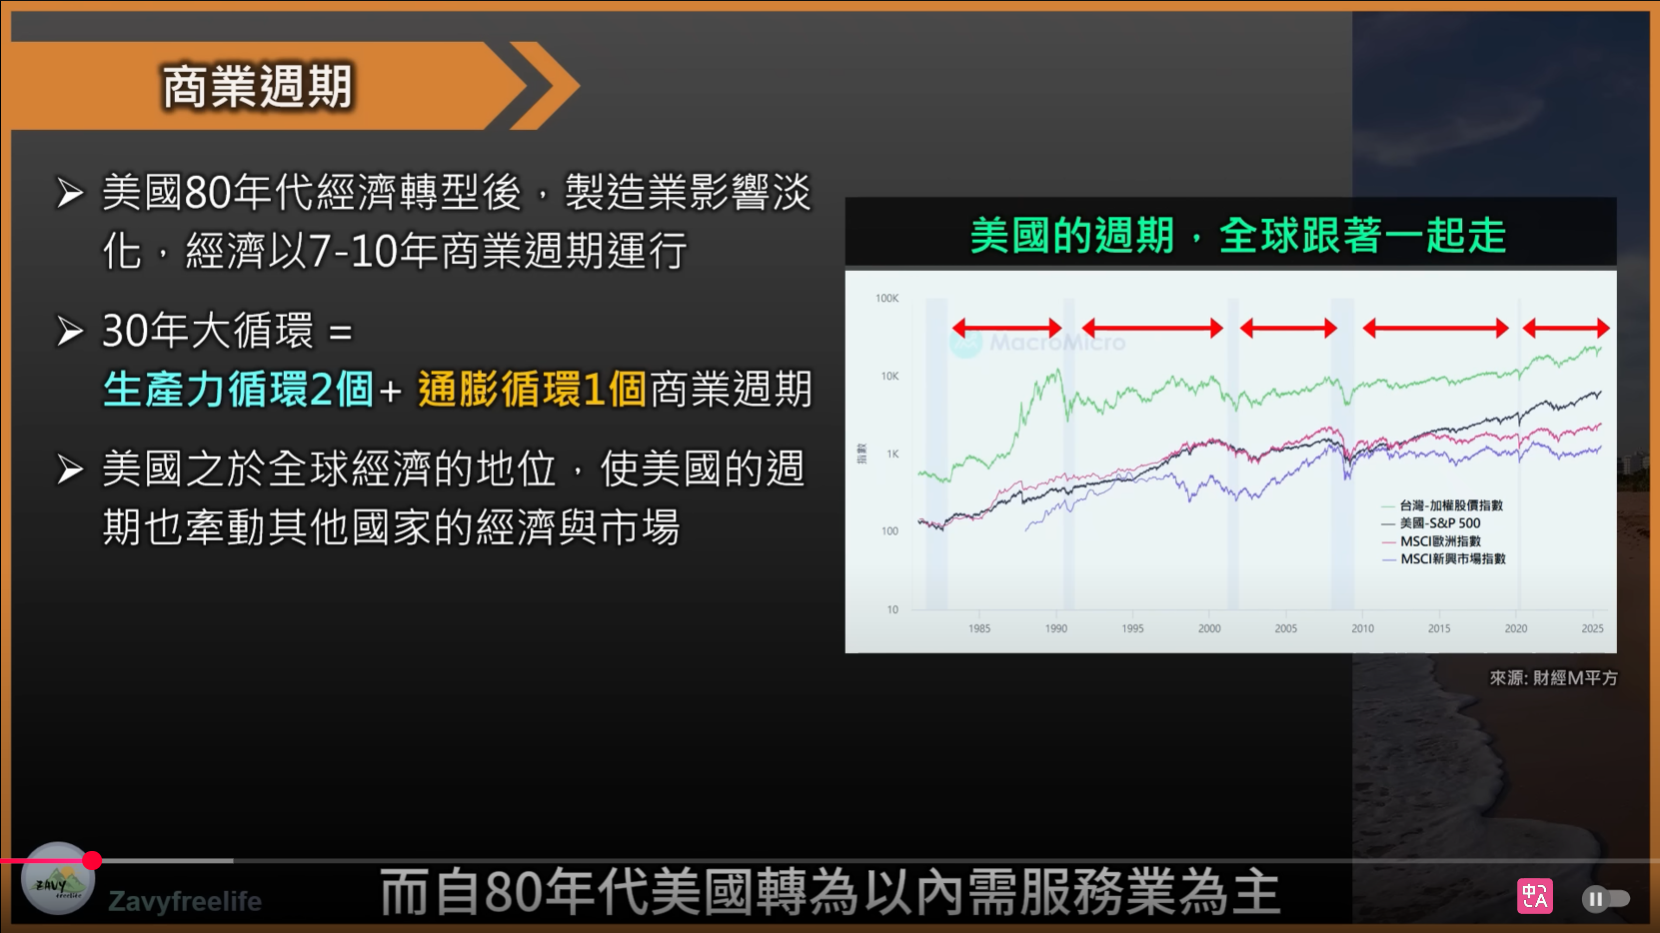 商業週期
美國80年代經濟轉型後，製造業影響淡
化，經濟以7-10年商業週期運行
30年大循環 =
生產力循環2個+ 通膨循環1個商業週期
美國之於全球經濟的地位，使美國的週
期也牽動其他國家的經濟與市場
美國的週期，全球跟著一起走
MacroMicro
100K
10K
1K
100
10
指數
台灣-加權股價指數
美國-S&P 500
MSCI歐洲指數
MSCI新興市場指數
1985 1990 1995 2000 2005 2010 2015 2020 2025
來源: 財經M平方
ZAVY
freelife
Zavyfreelife
而自80年代美國轉為以內需服務業為主
中
A